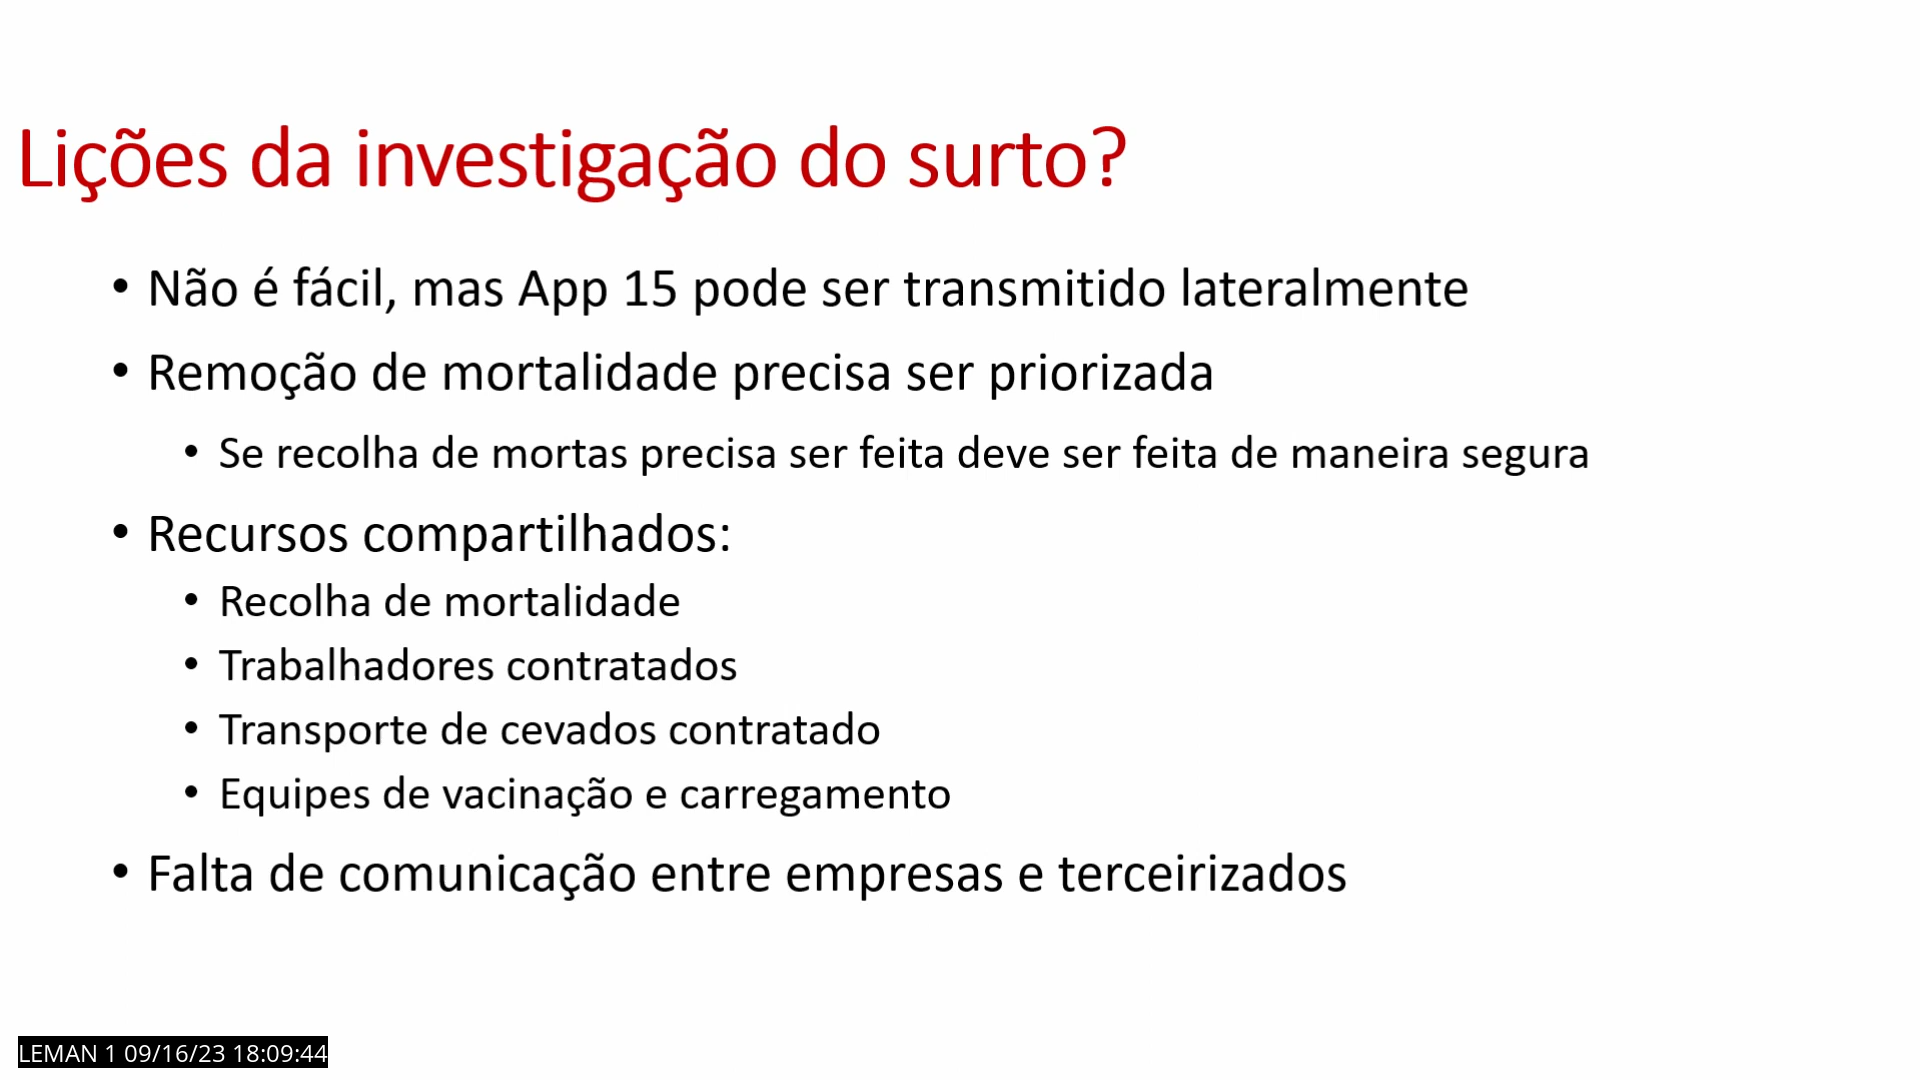 Lições da investigação do surto?
• Não é fácil, mas App 15 pode ser transmitido lateralmente
• Remoção de mortalidade precisa ser priorizada
• Se recolha de mortas precisa ser feita deve ser feita de maneira segura
• Recursos compartilhados:
• Recolha de mortalidade
• Trabalhadores contratados
• Transporte de cevados contratado
• Equipes de vacinação e carregamento
• Falta de comunicação entre empresas e terceirizados
LEMAN 1 09/16/23 18:09:44